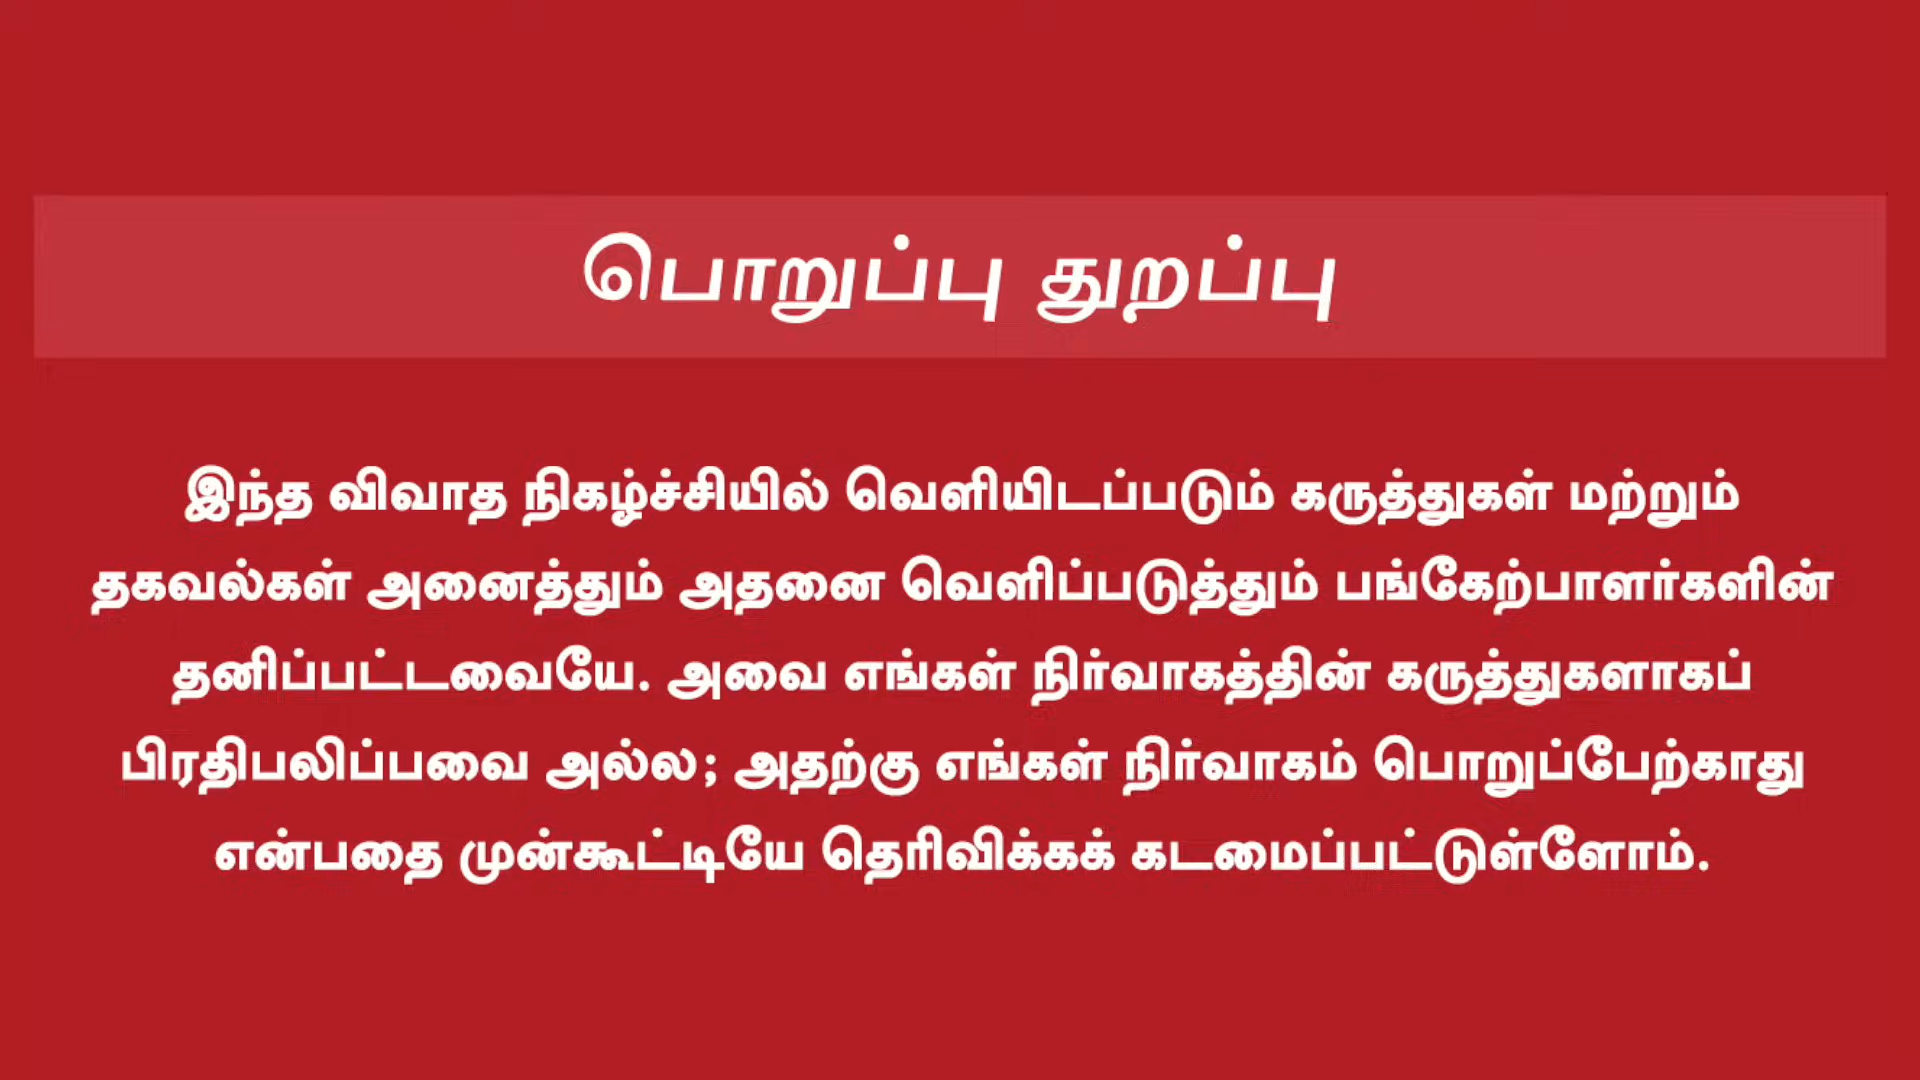 பொறுப்பு துறப்பு
இந்த விவாத நிகழ்ச்சியில் வெளியிடப்படும் கருத்துகள் மற்றும்
தகவல்கள் அனைத்தும் அதனை வெளிப்படுத்தும் பங்கேற்பாளர்களின்
தனிப்பட்டவையே. அவை எங்கள் நிர்வாகத்தின் கருத்துகளாகப்
பிரதிபலிப்பவை அல்ல; அதற்கு எங்கள் நிர்வாகம் பொறுப்பேற்காது
என்பதை முன்கூட்டியே தெரிவிக்கக் கடமைப்பட்டுள்ளோம்.